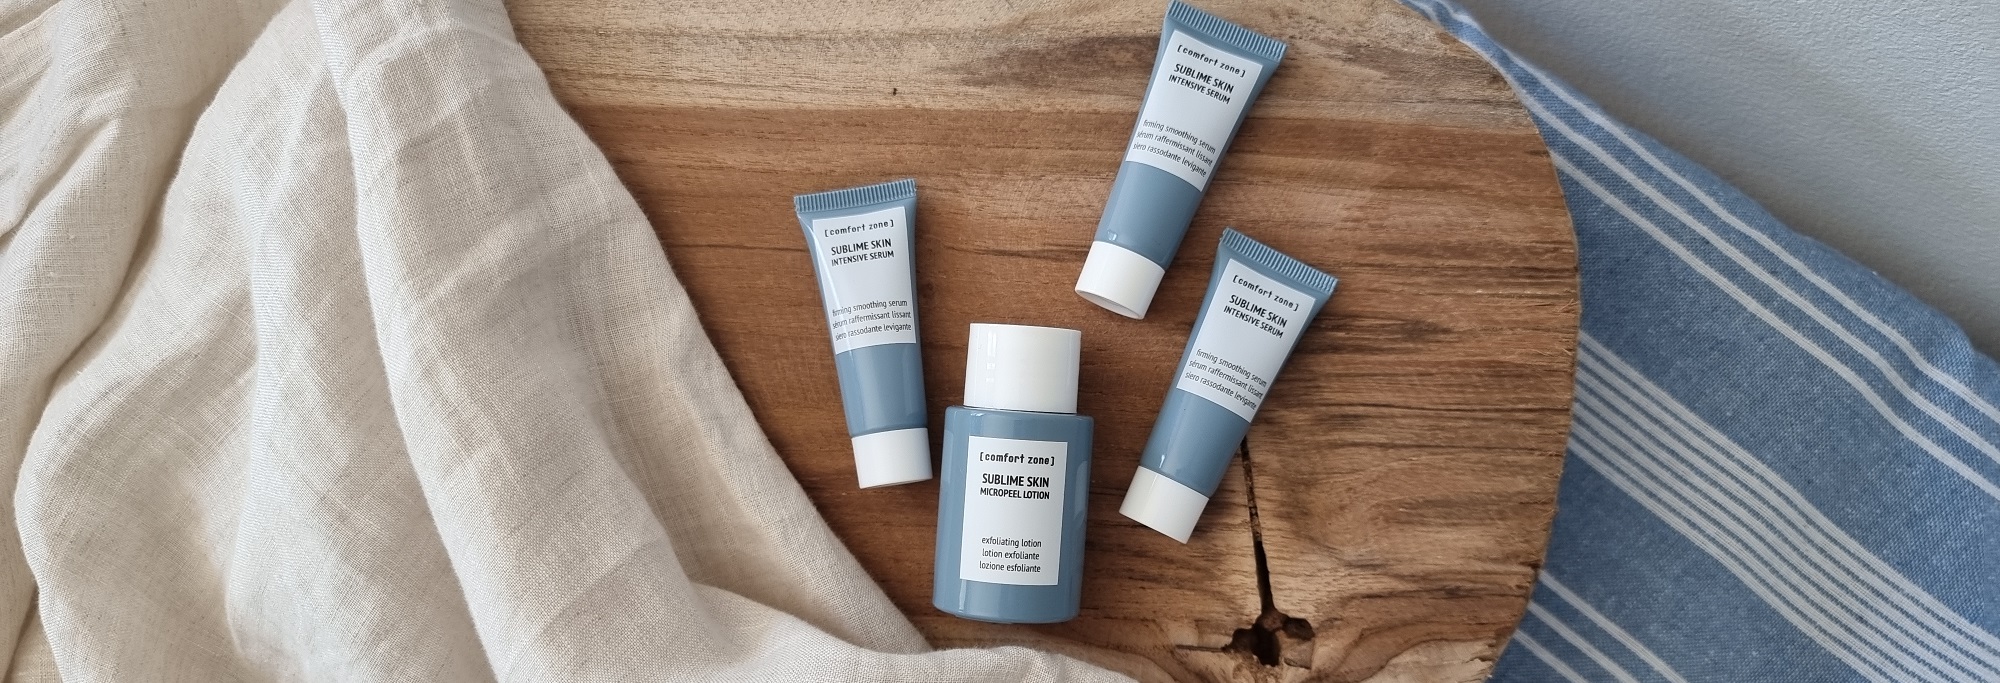 [comfort zone]
SUBLIME SKIN
INTENSIVE SERUM
firming smoothing serum
sérum raffermissant lissant
siero rassodante levigante
[comfort zone]
SUBLIME SKIN
INTENSIVE SERUM
firming smoothing serum
sérum raffermissant lissant
siero rassodante levigante
[comfort zone]
SUBLIME SKIN
INTENSIVE SERUM
firming smoothing serum
sérum raffermissant lissant
siero rassodante levigante
[comfort zone]
SUBLIME SKIN
MICROPEEL LOTION
exfoliating lotion
lotion exfoliante
lozione esfoliante